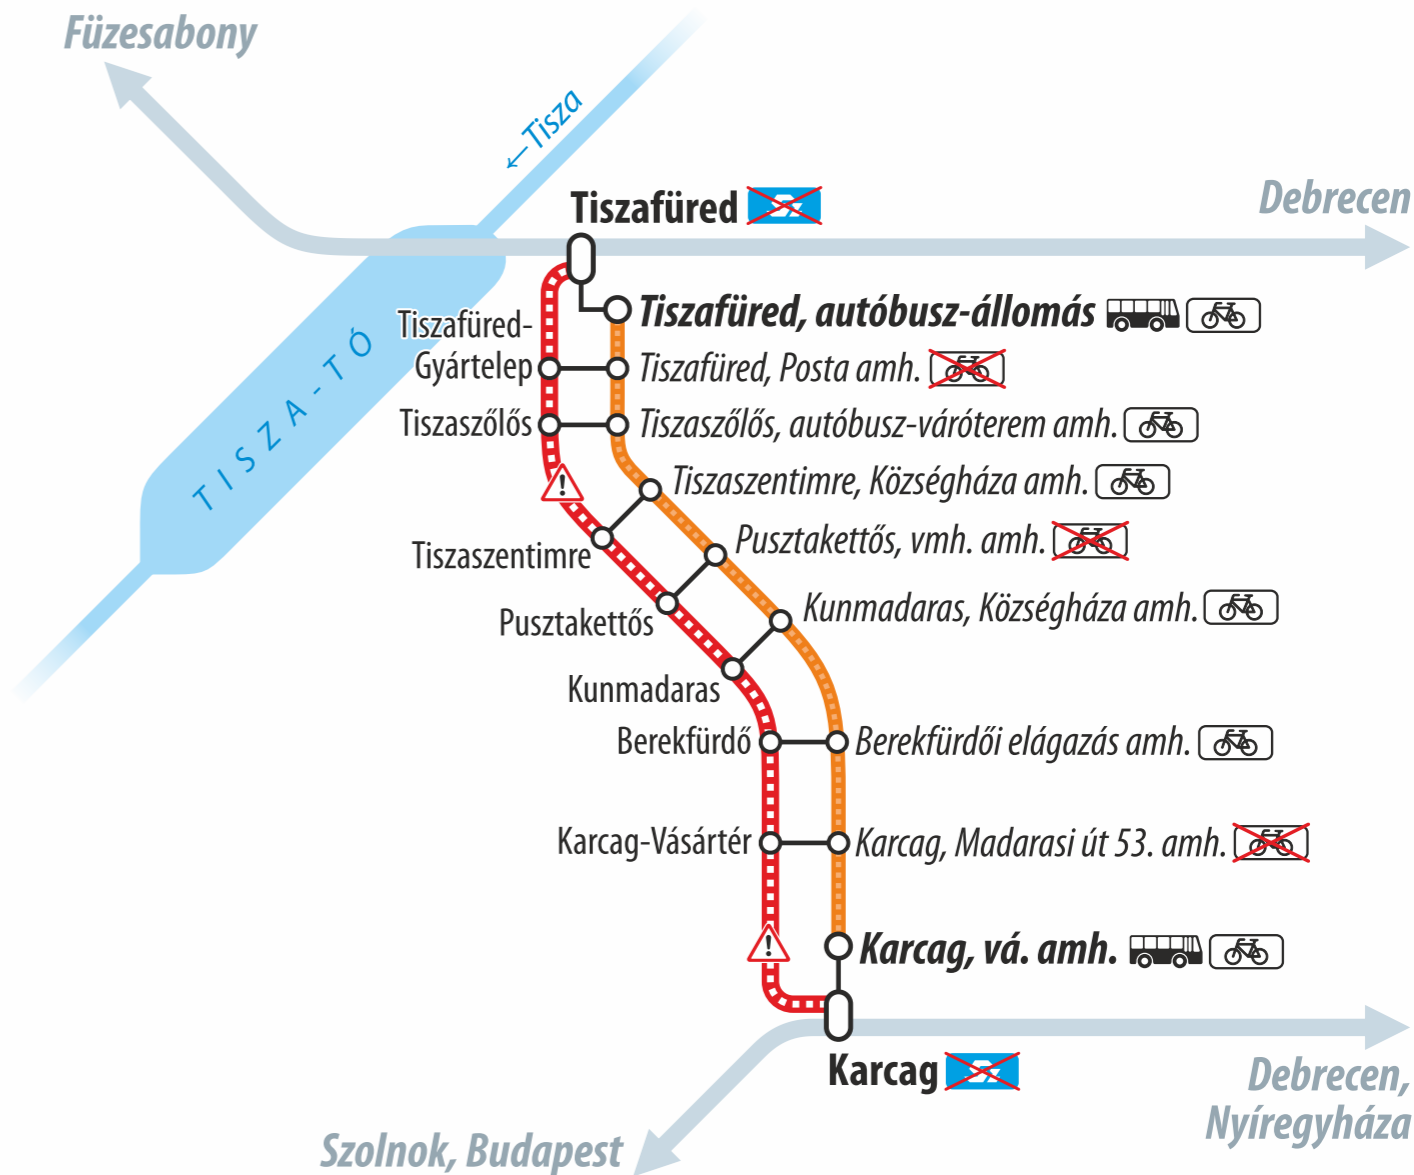 Füzesabony
←Tisza
Tiszafüred
Debrecen
TISZA-TÓ
Tiszafüred, autóbusz-állomás
Tiszafüred-
Gyártelep
Tiszafüred, Posta amh.
Tiszaszőlős
Tiszaszőlős, autóbusz-váróterem amh.
Tiszaszentimre, Községháza amh.
!
Tiszaszentimre
Pusztakettős, vmh. amh.
Pusztakettős
Kunmadaras, Községháza amh.
Kunmadaras
Berekfürdő
Berekfürdői elágazás amh.
Karcag-Vásártér
Karcag, Madarasi út 53. amh.
!
Karcag, vá. amh.
Karcag
Debrecen,
Nyíregyháza
Szolnok, Budapest